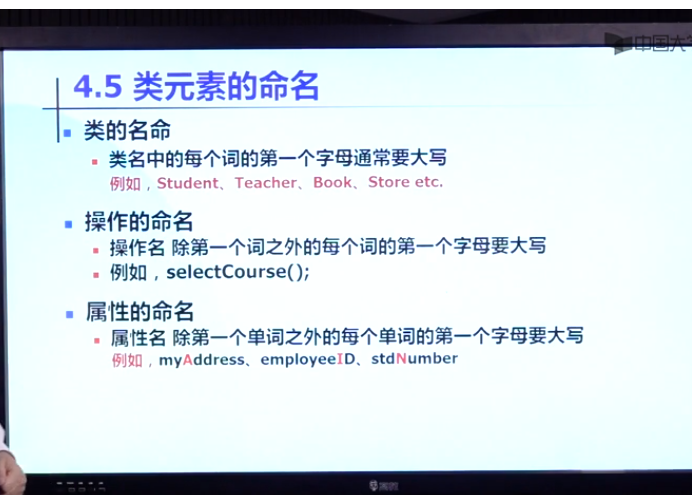 中国大
4.5 类元素的命名
类的名命
类名中的每个词的第一个字母通常要大写
例如，Student、Teacher、Book、Store etc.
操作的命名
操作名 除第一个词之外的每个词的第一个字母要大写
例如，selectCourse();
属性的命名
属性名 除第一个单词之外的每个单词的第一个字母要大写
例如，myAddress、employeeID、stdNumber